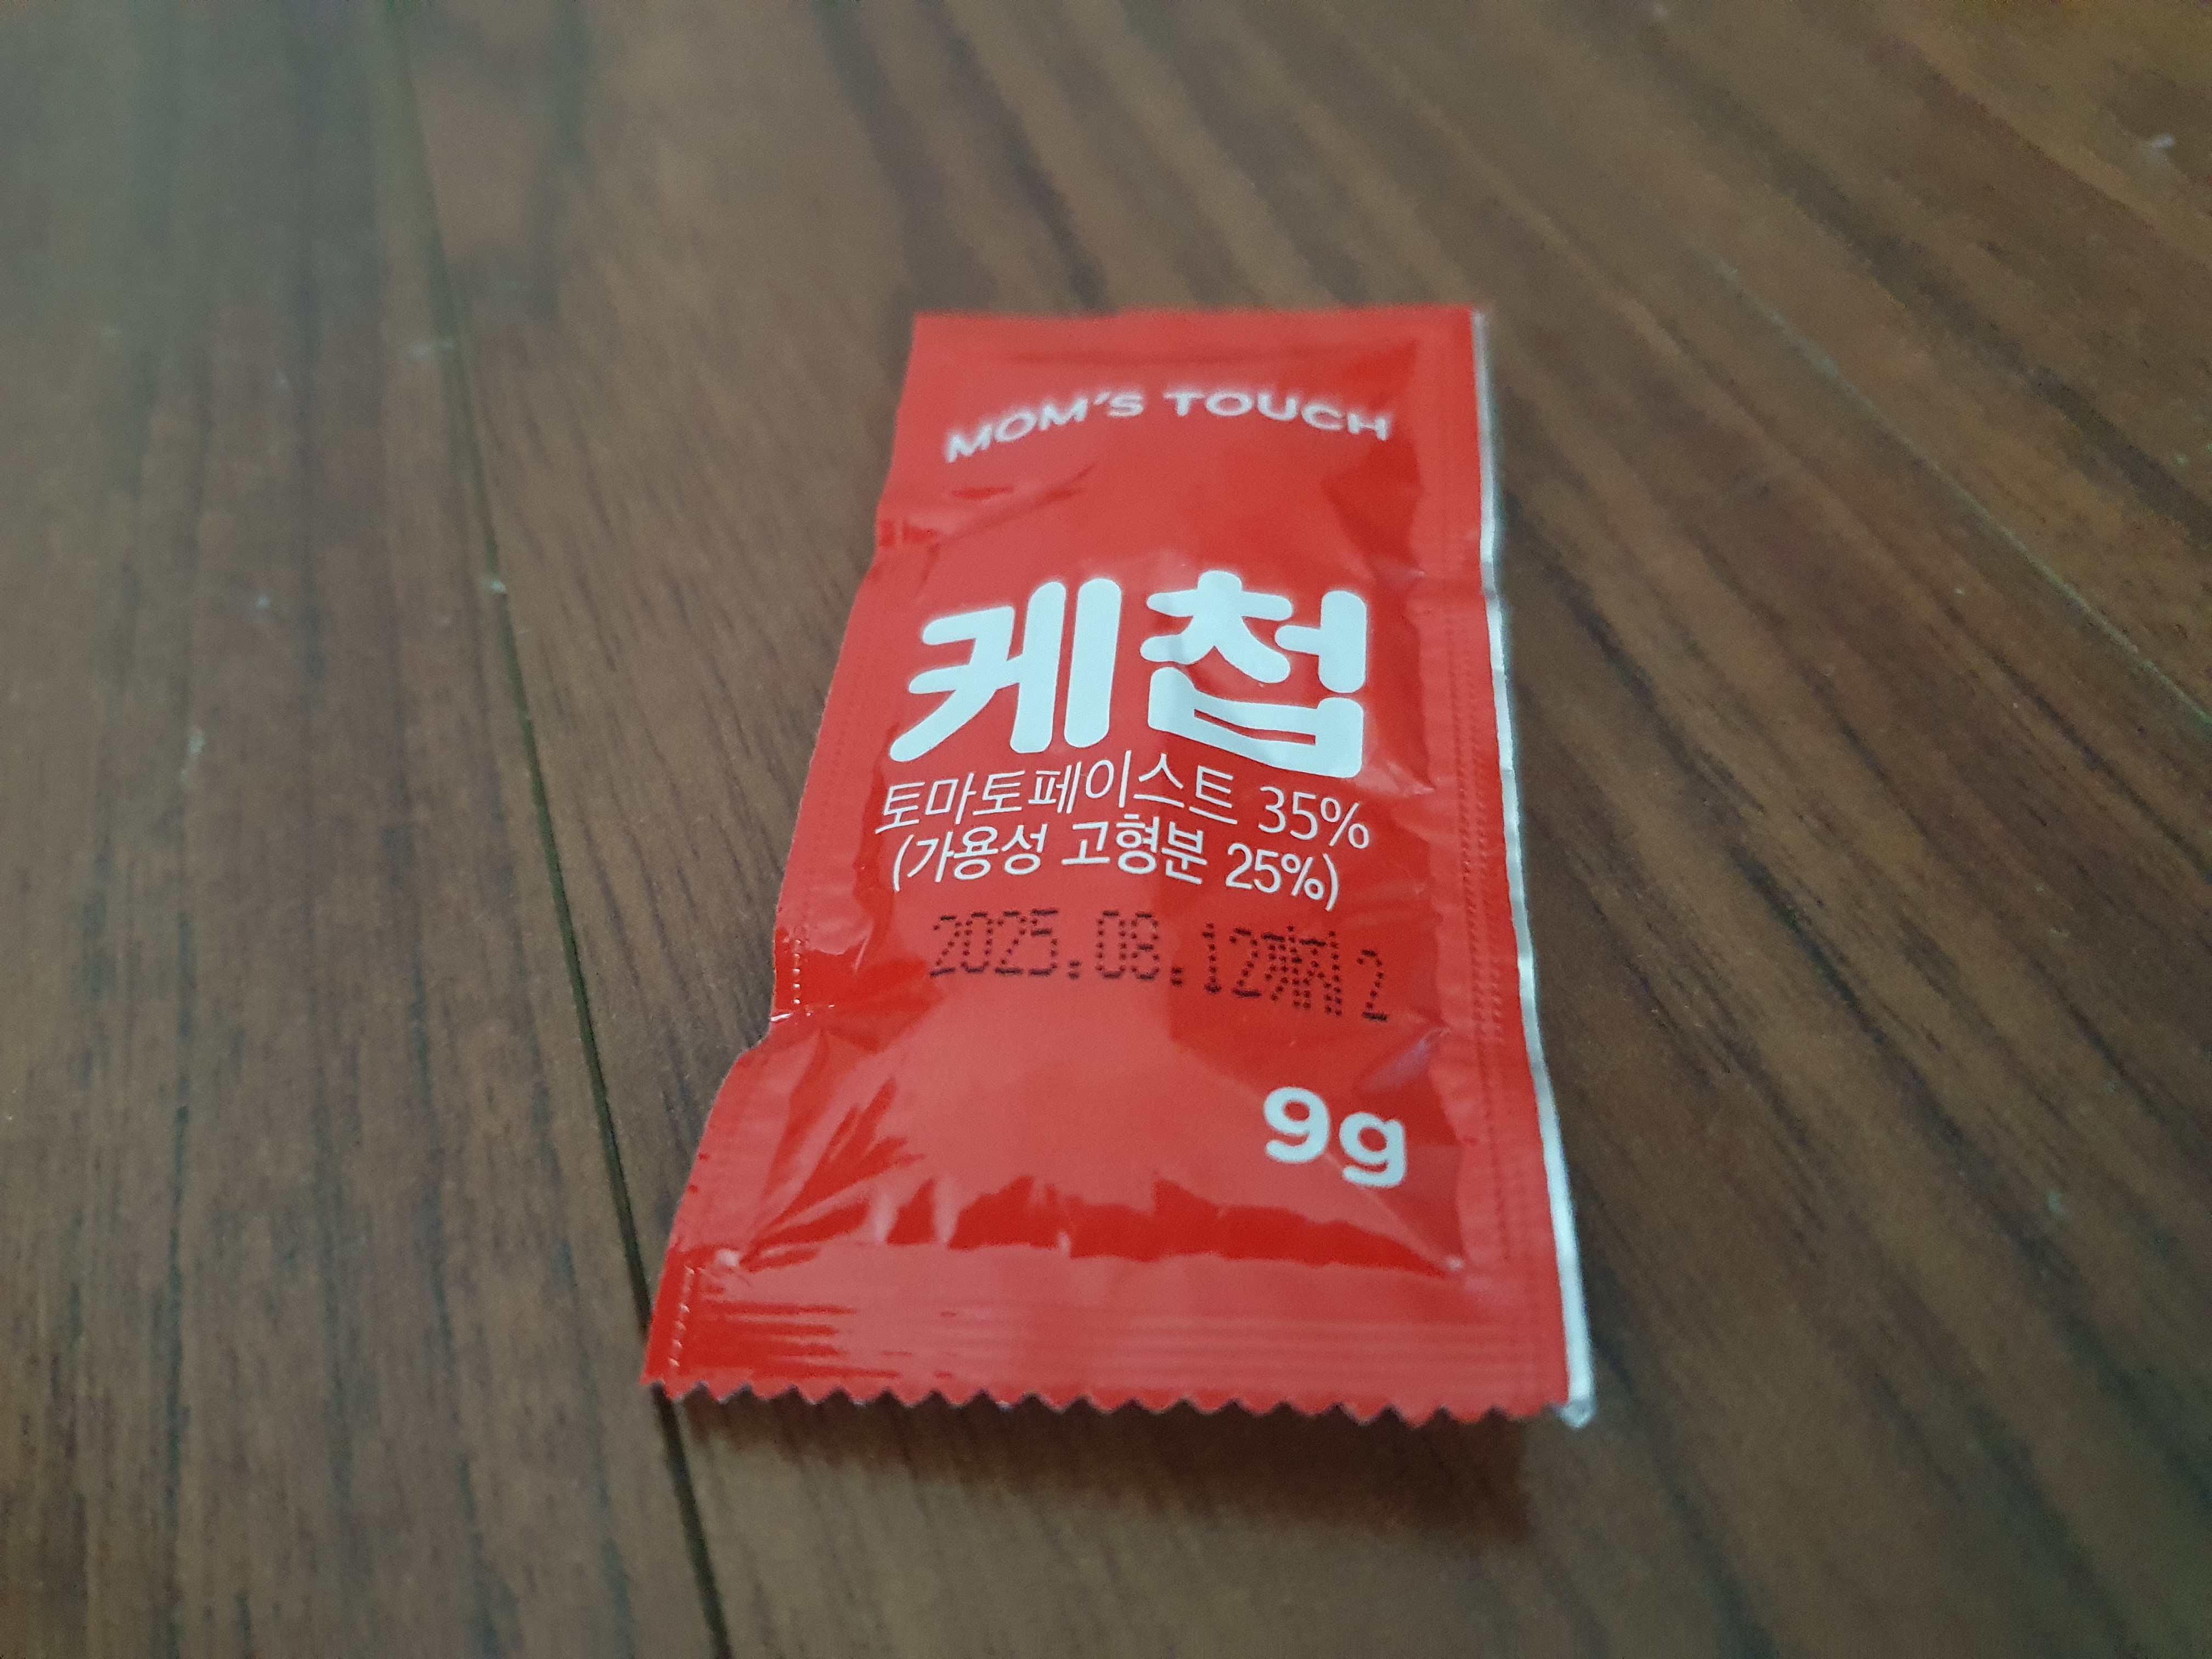 MOM'S TOUCH
케첩
토마토페이스트 35%
(가용성 고형분 25%)
2025.08.12까지 2
9g